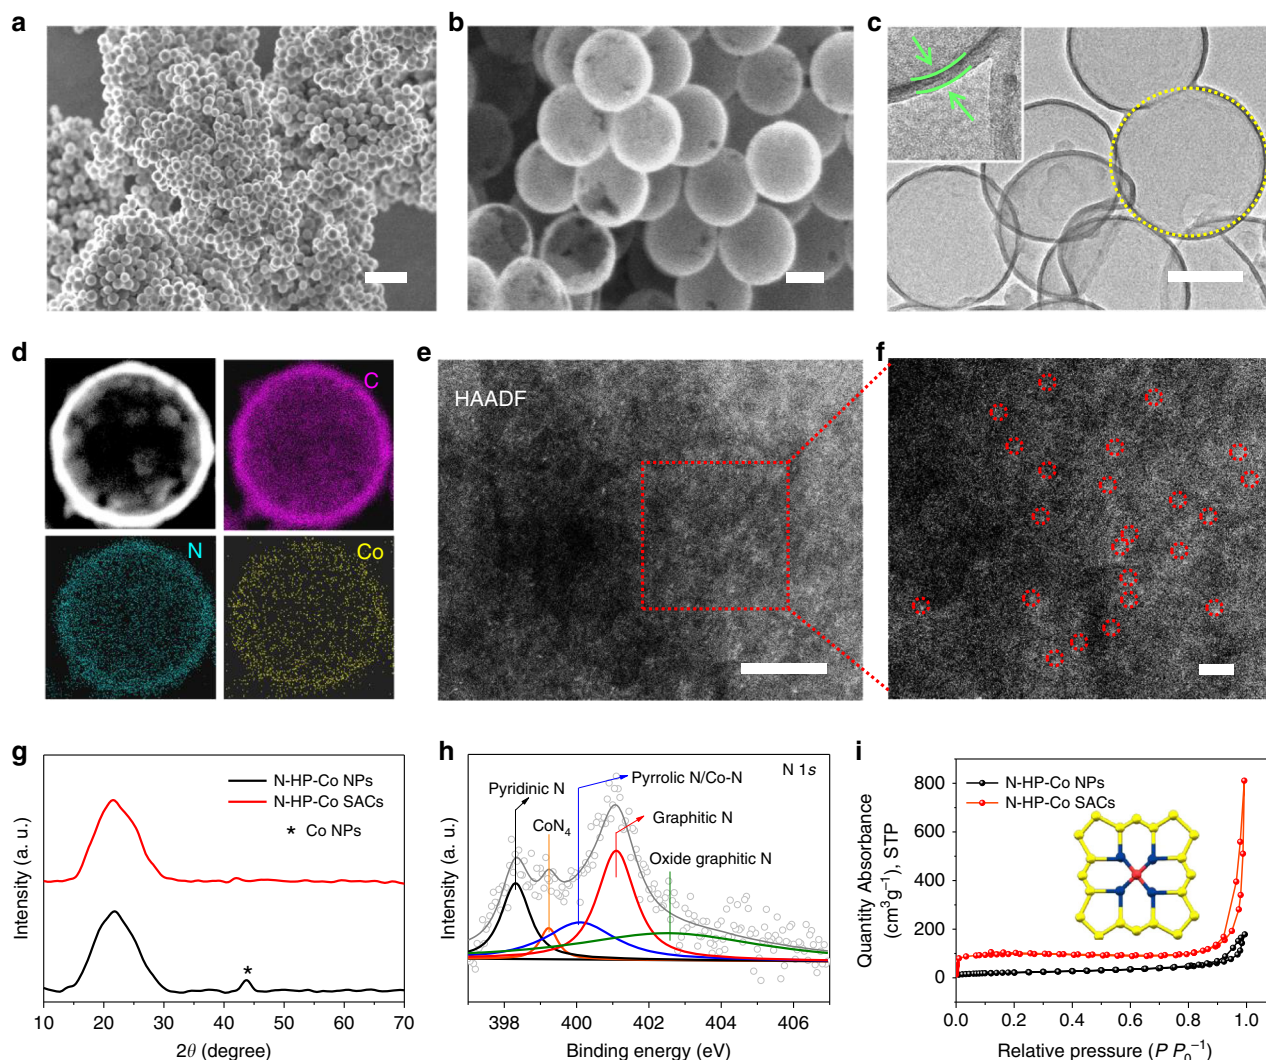 a
b
c
d
C
N
Co
e
HAADF
f
g
Intensity (a. u.)
N-HP-Co NPs
N-HP-Co SACs
* Co NPs
*
10 20 30 40 50 60 70
2θ (degree)
h
Intensity (a. u.)
N 1s
Pyridinic N
Pyrrolic N/Co-N
CoN₄
Graphitic N
Oxide graphitic N
398 400 402 404 406
Binding energy (eV)
i
Quantity Absorbance
(cm³ g⁻¹), STP
800
600
400
200
100
0
N-HP-Co NPs
N-HP-Co SACs
0.0 0.2 0.4 0.6 0.8 1.0
Relative pressure (P P₀⁻¹)